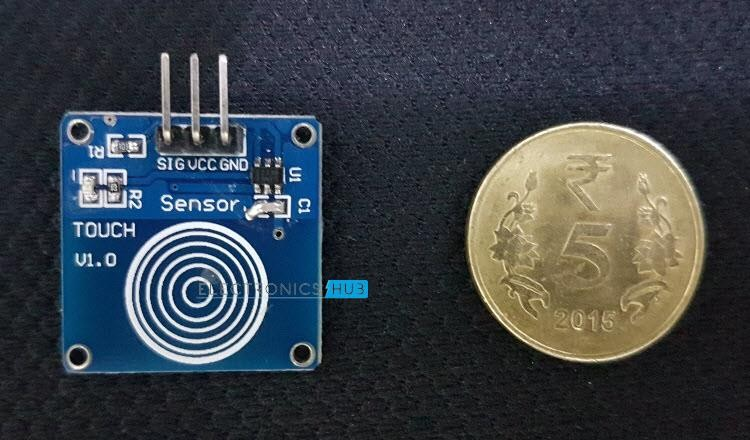 R1
SIG VCC GND
U1
R2
Sensor.
C1
TOUCH
V1.0
ELECTRONICS HUB
₹
5
2015